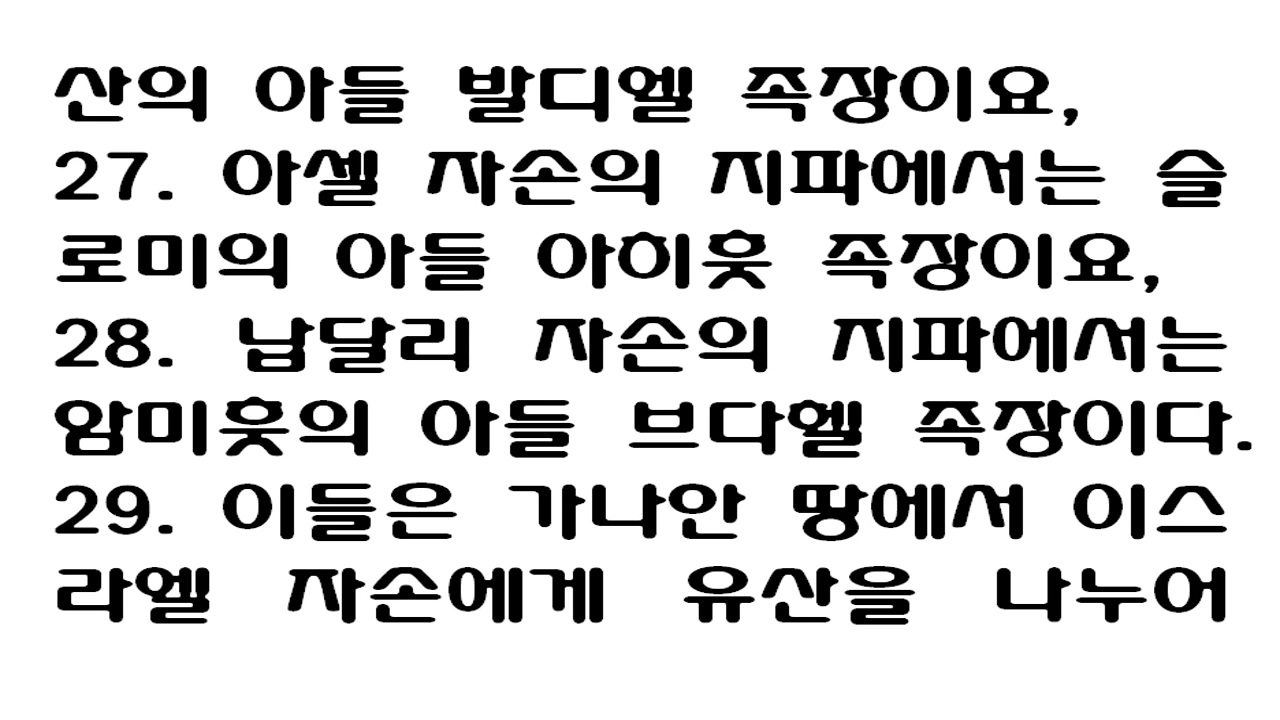 산의 아들 발디엘 족장이요,
27. 아셀 자손의 지파에서는 슬
로미의 아들 아히훗 족장이요,
28. 납달리 자손의 지파에서는
암미훗의 아들 브다헬 족장이다.
29. 이들은 가나안 땅에서 이스
라엘 자손에게 유산을 나누어